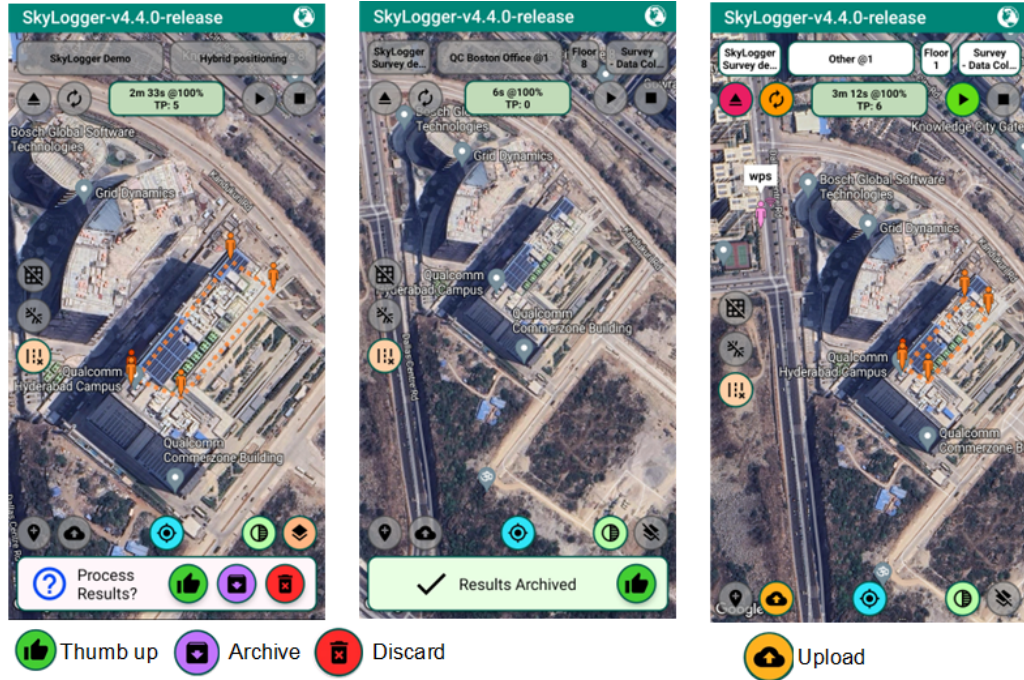 SkyLogger-v4.4.0-release
SkyLogger Demo
Hybrid positioning
2m 33s @100%
TP: 5
Bosch Global Software
Technologies
Grid Dynamics
Qualcomm
Hyderabad Campus
Qualcomm
Commerzone Building
Process
Results?
SkyLogger-v4.4.0-release
SkyLogger
Survey de...
QC Boston Office @1
Floor
8
Survey
- Data Col...
6s @100%
TP: 0
Technologies
Grid Dynamics
Qualcomm
Hyderabad Campus
Qualcomm
Commerzone Building
Dallas Centre Rd
Results Archived
SkyLogger-v4.4.0-release
SkyLogger
Survey de...
Other @1
Floor
1
Survey
- Data Col...
3m 12s @100%
TP: 6
Knowledge City Gate
wps
Bosch Global Software
Technologies
Grid Dynamics
Qualcomm
Hyderabad Campus
Qualcomm
Commerzone B
Google
Thumb up
Archive
Discard
Upload